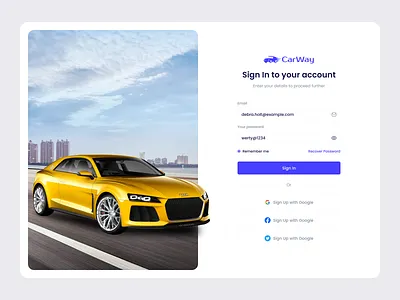 CarWay
Sign In to your account
Enter your details to proceed further
Email
debra.holt@example.com
Your password
werty@1234
Remember me
Recover Password
Sign In
Or
Sign Up with Google
Sign Up with Google
Sign Up with Google